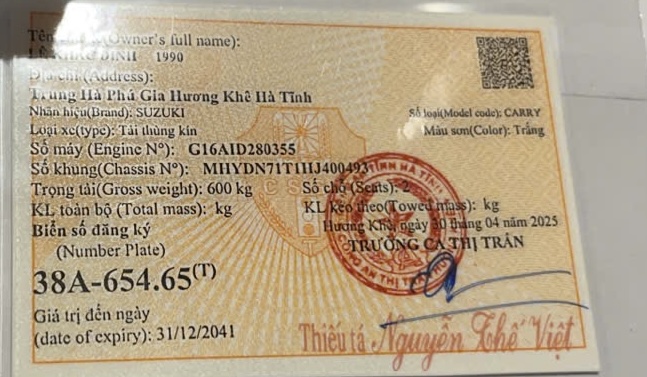 Tên (Owner's full name):
KHẮC ĐÌNH 1990
Địa chỉ (Address):
Trung Hà Phú Gia Hương Khê Hà Tĩnh
Nhãn hiệu(Brand): SUZUKI
Số loại(Model code): CARRY
Loại xe(type): Tải thùng kín
Màu sơn(Color): Trắng
Số máy (Engine N°): G16AID280355
Số khung(Chassis N°): MHYDN71T1HJ400493
Trọng tải(Gross weight): 600 kg Số chỗ (Seats): 2
KL toàn bộ (Total mass): kg KL kéo theo(Towed mass): kg
Biển số đăng ký
(Number Plate)
Hương Khê, ngày 30 tháng 04 năm 2025
TRƯỞNG CA THỊ TRẤN
38A-654.65(T)
Giá trị đến ngày
(date of expiry): 31/12/2041
Thiếu tá Nguyễn Thế Việt